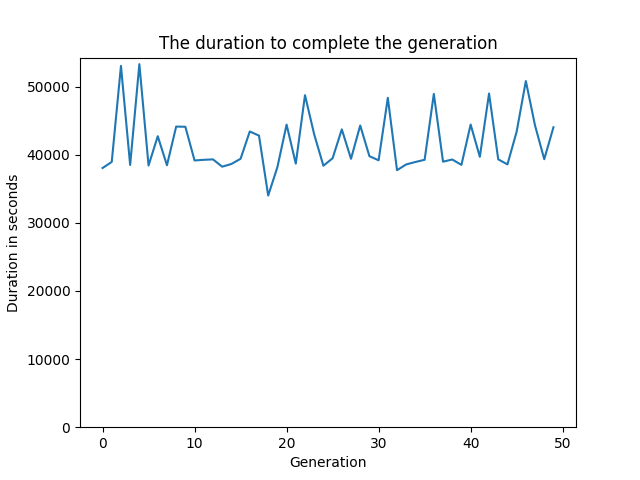 The duration to complete the generation
50000
40000
30000
20000
10000
0
Duration in seconds
0 10 20 30 40 50
Generation